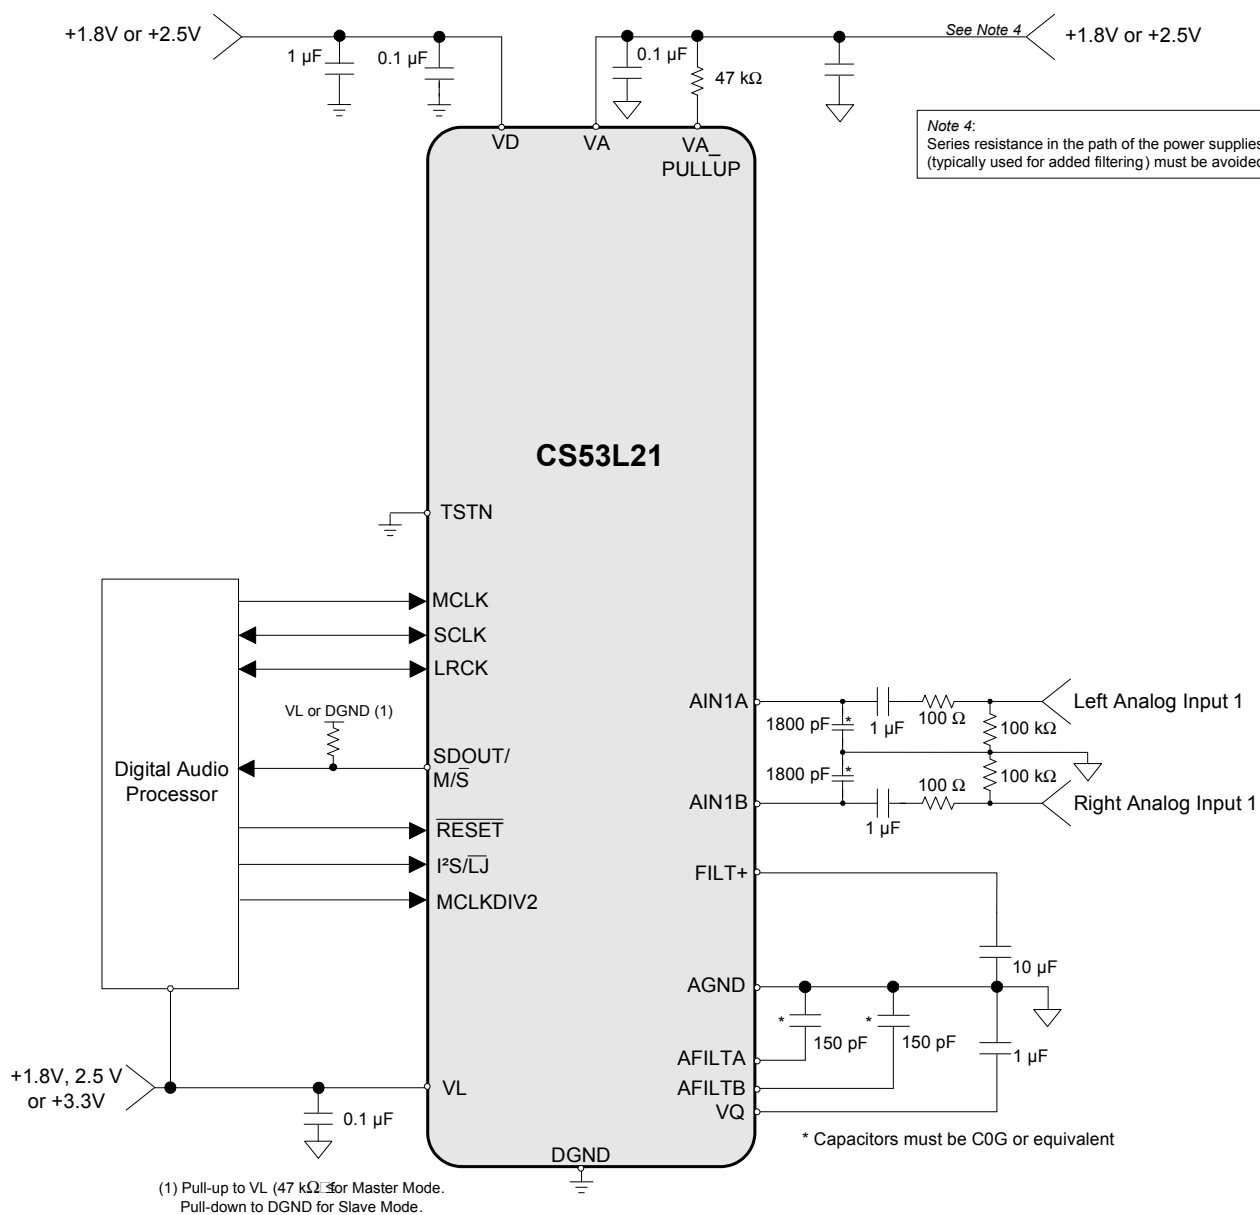 +1.8V or +2.5V
1 µF
0.1 µF
0.1 µF
47 kΩ
See Note 4
+1.8V or +2.5V
Note 4:
Series resistance in the path of the power supplies
(typically used for added filtering) must be avoided
VD
VA
VA_
PULLUP
CS53L21
TSTN
MCLK
SCLK
LRCK
VL or DGND (1)
SDOUT/
M/S̅
Digital Audio
Processor
R̅E̅S̅E̅T̅
I²S/L̅J̅
MCLKDIV2
AIN1A
1800 pF
*
1 µF
100 Ω
100 kΩ
Left Analog Input 1
1800 pF
*
100 Ω
100 kΩ
AIN1B
1 µF
Right Analog Input 1
FILT+
10 µF
AGND
*
150 pF
*
150 pF
1 µF
AFILTA
AFILTB
VQ
+1.8V, 2.5 V
or +3.3V
VL
0.1 µF
* Capacitors must be C0G or equivalent
DGND
(1) Pull-up to VL (47 kΩ for Master Mode.
Pull-down to DGND for Slave Mode.